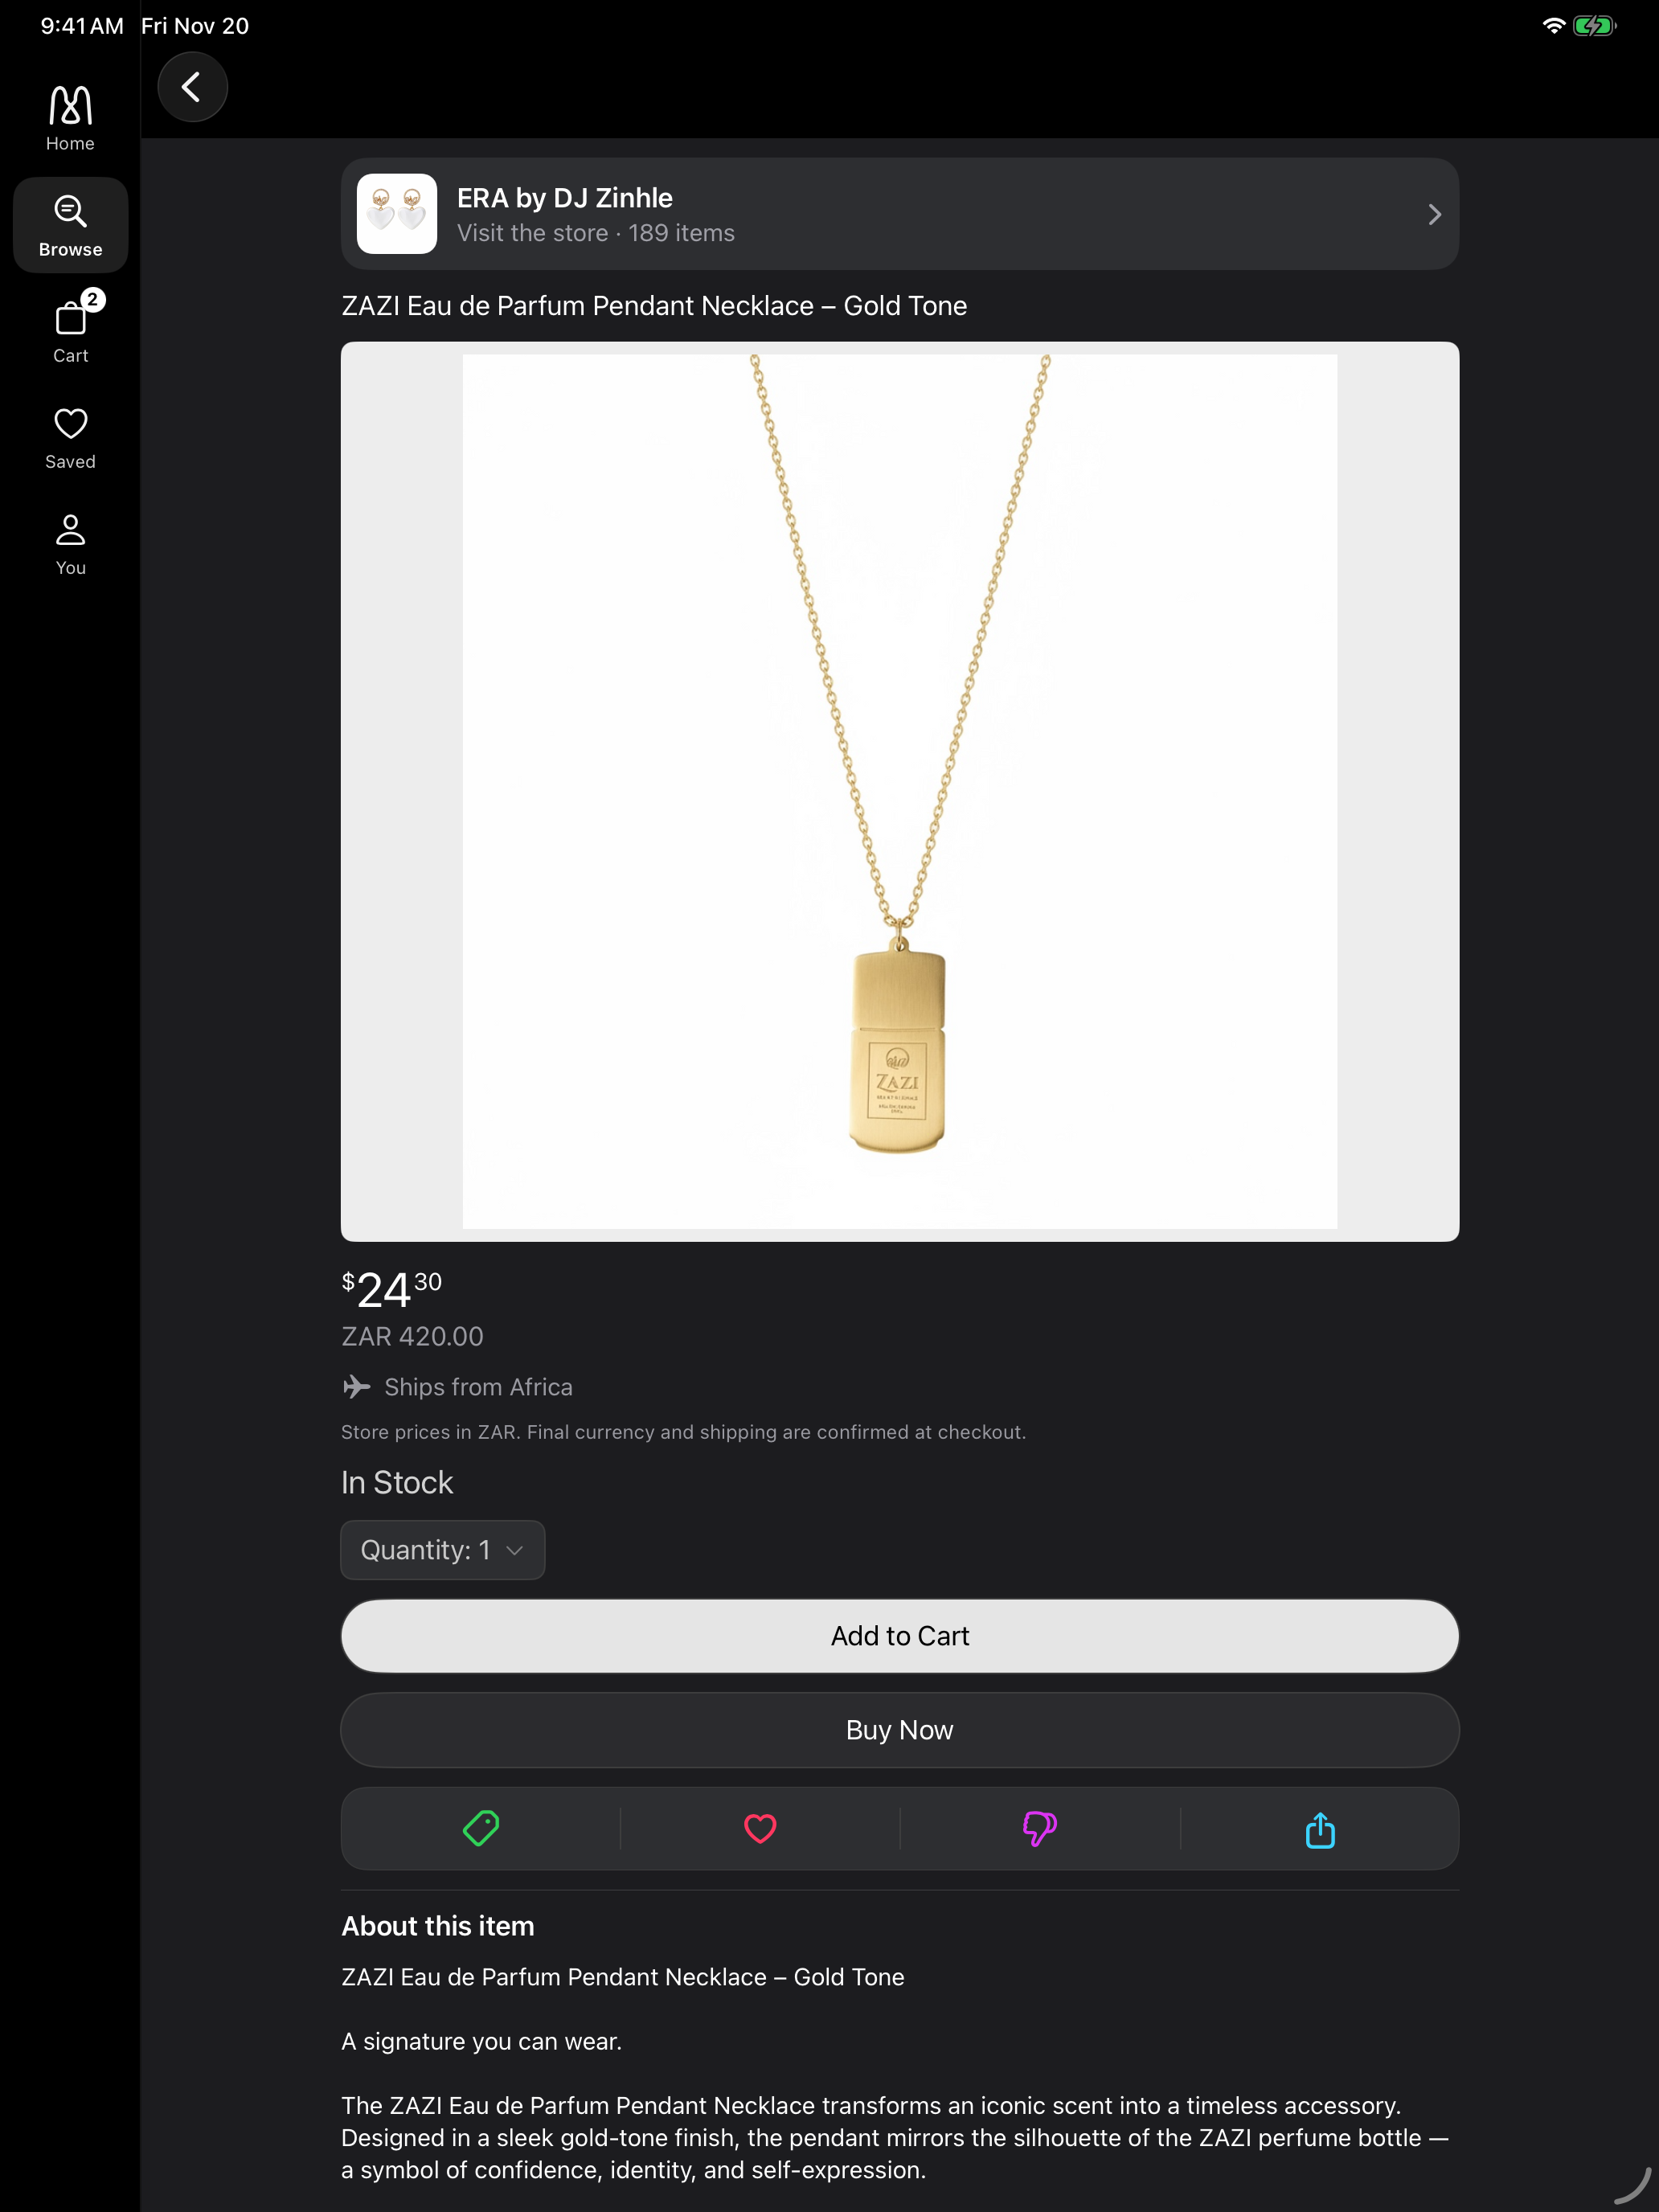 9:41 AM Fri Nov 20
Home
Browse
2
Cart
Saved
You
ERA by DJ Zinhle
Visit the store · 189 items
ZAZI Eau de Parfum Pendant Necklace – Gold Tone
ZAZI
$24.30
ZAR 420.00
Ships from Africa
Store prices in ZAR. Final currency and shipping are confirmed at checkout.
In Stock
Quantity: 1
Add to Cart
Buy Now
About this item
ZAZI Eau de Parfum Pendant Necklace – Gold Tone
A signature you can wear.
The ZAZI Eau de Parfum Pendant Necklace transforms an iconic scent into a timeless accessory.
Designed in a sleek gold-tone finish, the pendant mirrors the silhouette of the ZAZI perfume bottle —
a symbol of confidence, identity, and self-expression.